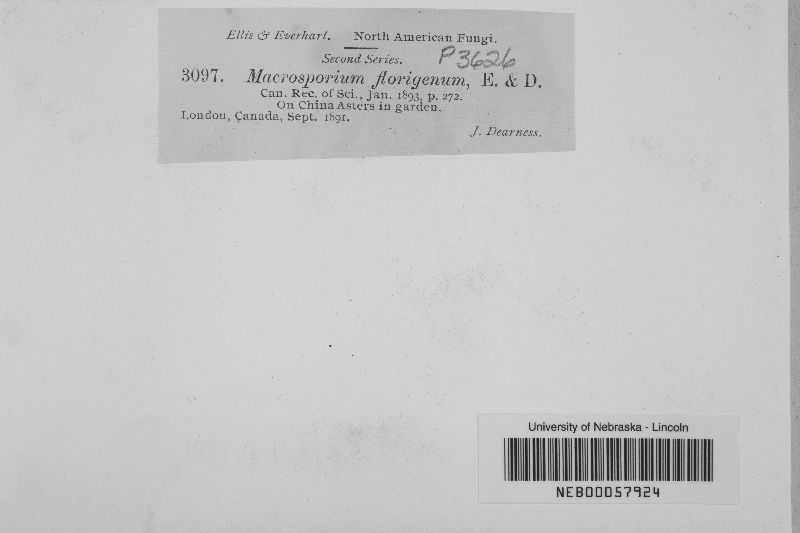 Ellis & Everhart. North American Fungi.
Second Series.
P3626
3097. Macrosporium florigenum, E. & D.
Can. Rec. of Sci., Jan. 1893, p. 272.
On China Asters in garden.
London, Canada, Sept. 1891.
J. Dearness.
University of Nebraska - Lincoln
NEB00057924